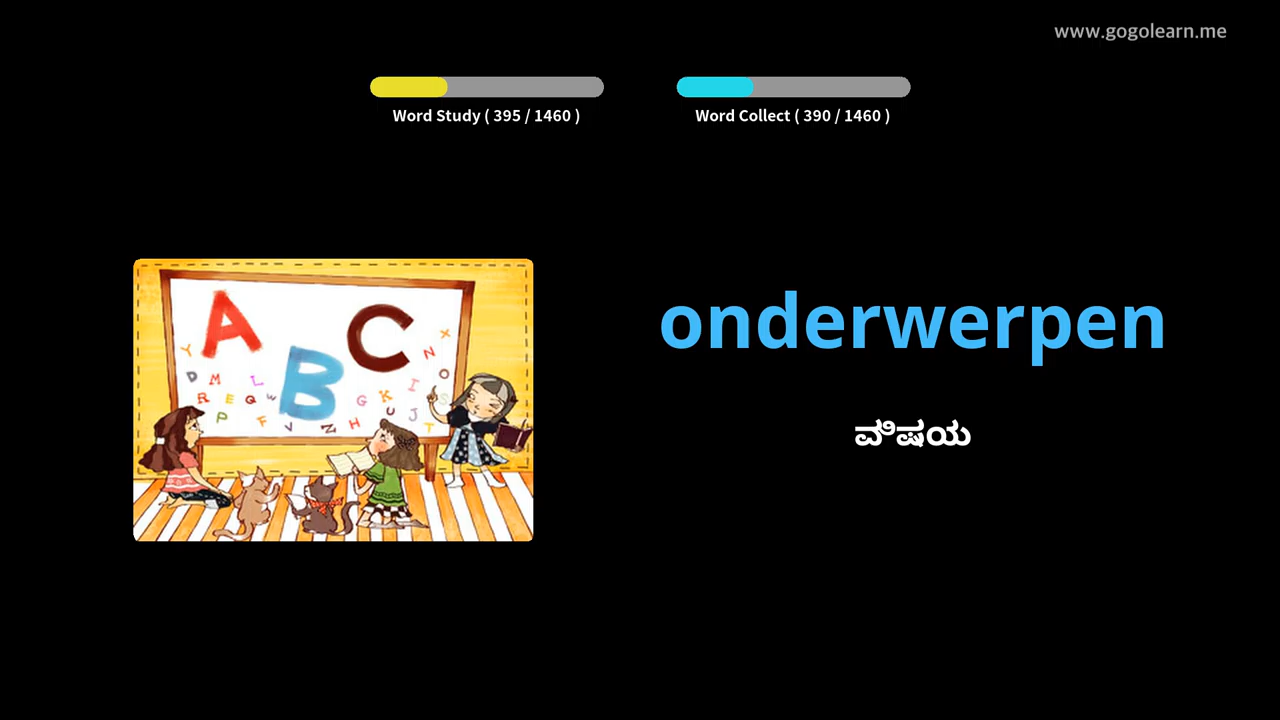 www.gogolearn.me
Word Study ( 395 / 1460 )
Word Collect ( 390 / 1460 )
onderwerpen
ವಿಷಯ
A
B
C
Y
D
M
L
R
E
Q
W
P
F
V
Z
H
G
K
U
I
J
N
X
O
S
T